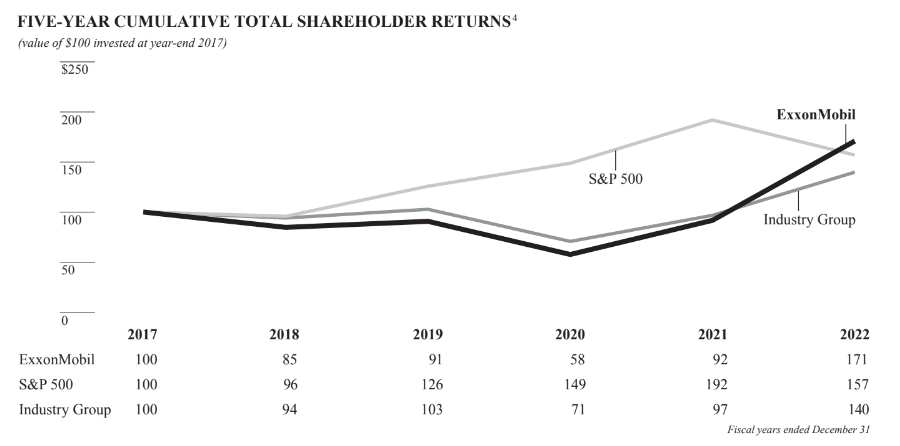 FIVE-YEAR CUMULATIVE TOTAL SHAREHOLDER RETURNS⁴
(value of $100 invested at year-end 2017)
$250
200
150
100
50
0
ExxonMobil
S&P 500
Industry Group
2017 2018 2019 2020 2021 2022
ExxonMobil 100 85 91 58 92 171
S&P 500 100 96 126 149 192 157
Industry Group 100 94 103 71 97 140
Fiscal years ended December 31